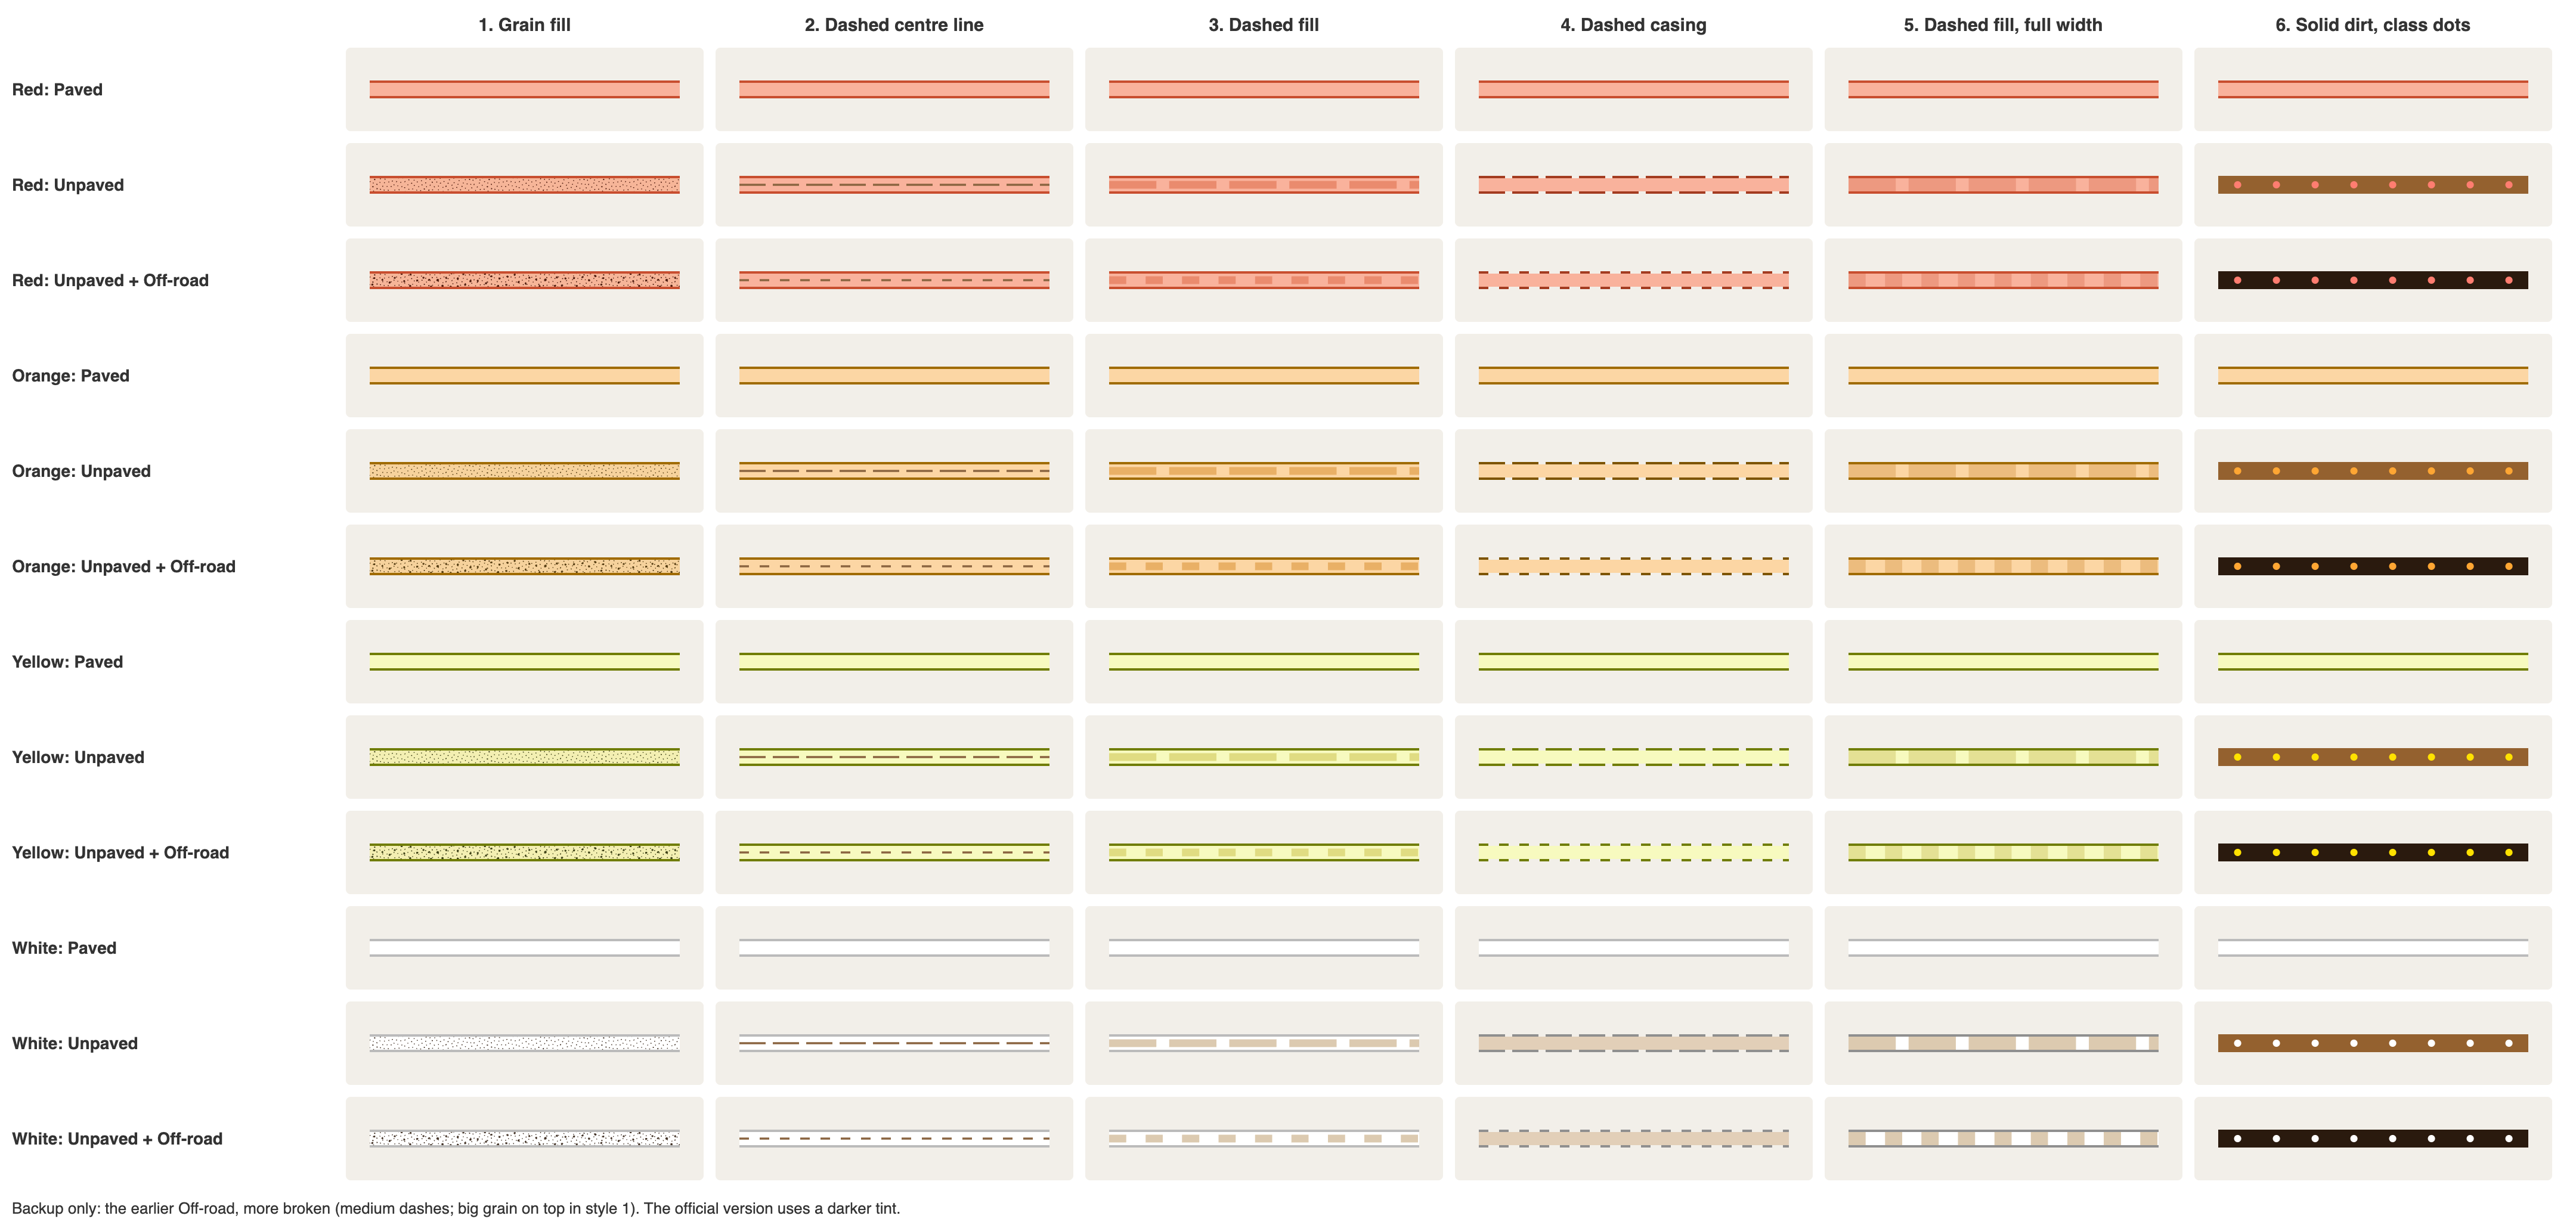 1. Grain fill
2. Dashed centre line
3. Dashed fill
4. Dashed casing
5. Dashed fill, full width
6. Solid dirt, class dots
Red: Paved
Red: Unpaved
Red: Unpaved + Off-road
Orange: Paved
Orange: Unpaved
Orange: Unpaved + Off-road
Yellow: Paved
Yellow: Unpaved
Yellow: Unpaved + Off-road
White: Paved
White: Unpaved
White: Unpaved + Off-road
Backup only: the earlier Off-road, more broken (medium dashes; big grain on top in style 1). The official version uses a darker tint.